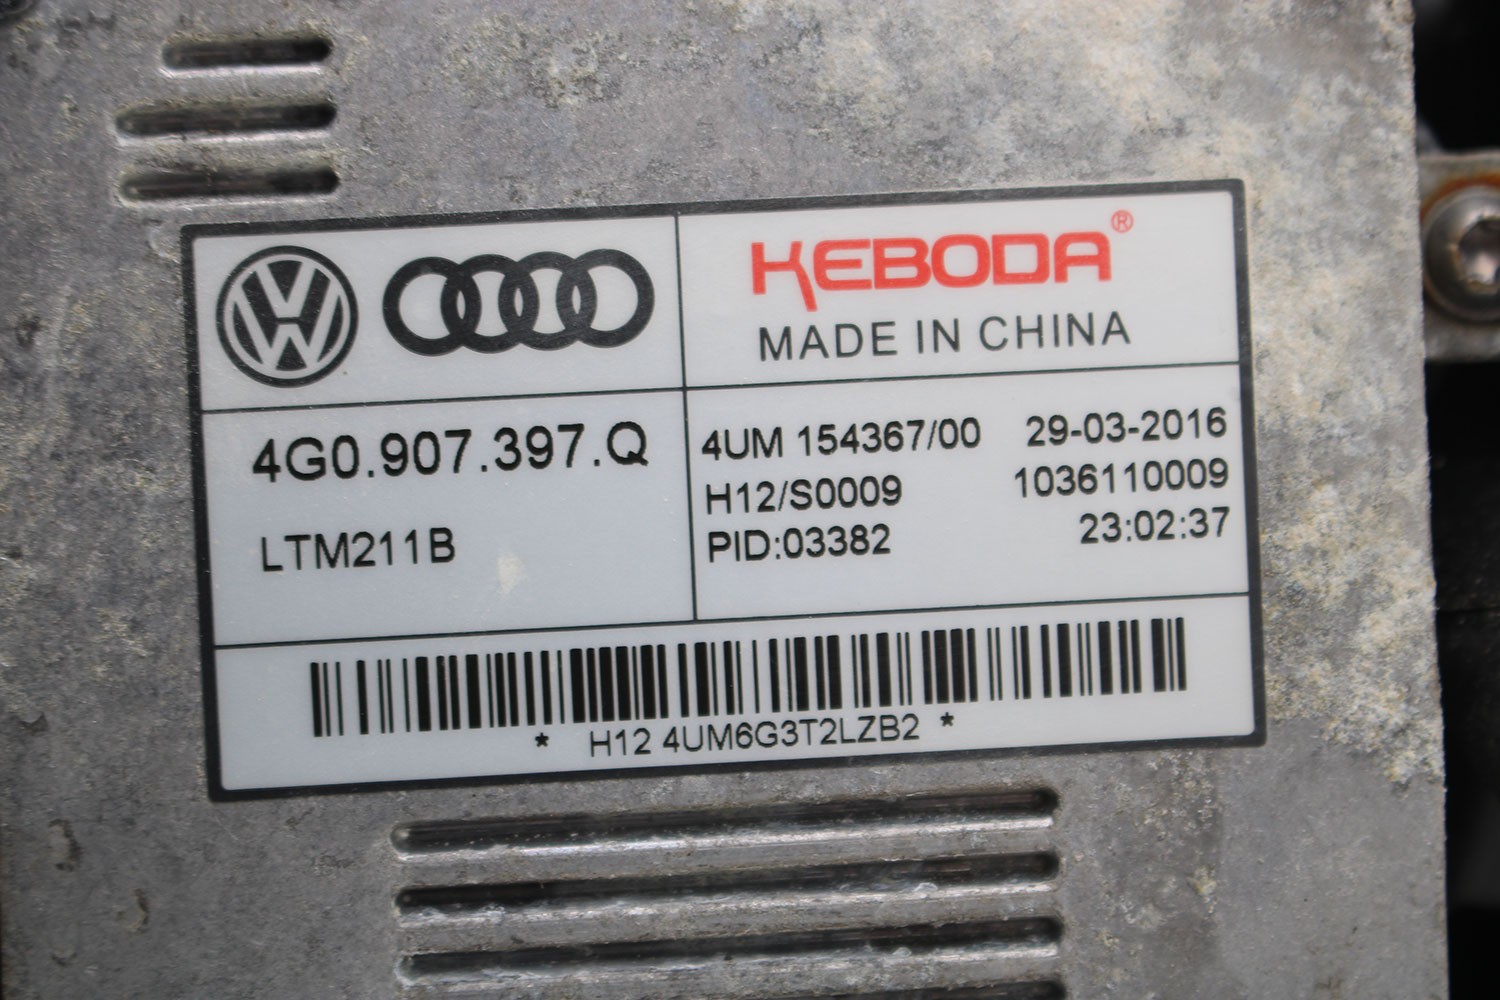 KEBODA®
MADE IN CHINA
4G0.907.397.Q
LTM211B
4UM 154367/00 29-03-2016
H12/S0009 1036110009
PID:03382 23:02:37
* H12 4UM6G3T2LZB2 *